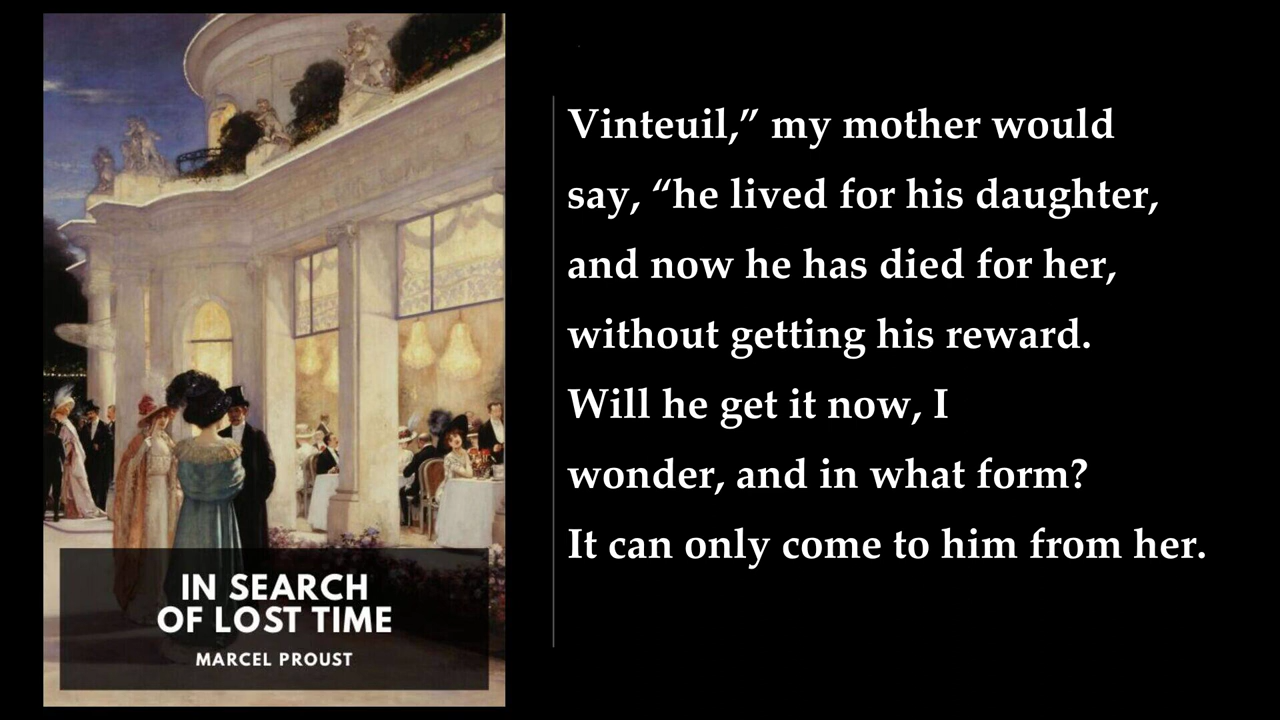 IN SEARCH
OF LOST TIME
MARCEL PROUST
Vinteuil,” my mother would
say, “he lived for his daughter,
and now he has died for her,
without getting his reward.
Will he get it now, I
wonder, and in what form?
It can only come to him from her.